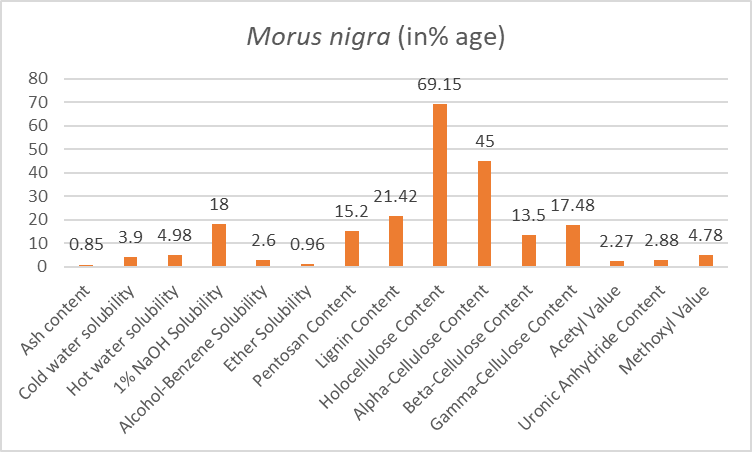 Morus nigra (in% age)
80
70
60
50
40
30
20
10
0
0.85
3.9
4.98
18
2.6
0.96
15.2
21.42
69.15
45
13.5
17.48
2.27
2.88
4.78
Ash content
Cold water solubility
Hot water solubility
1% NaOH Solubility
Alcohol-Benzene Solubility
Ether Solubility
Pentosan Content
Lignin Content
Holocellulose Content
Alpha-Cellulose Content
Beta-Cellulose Content
Gamma-Cellulose Content
Acetyl Value
Uronic Anhydride Content
Methoxyl Value